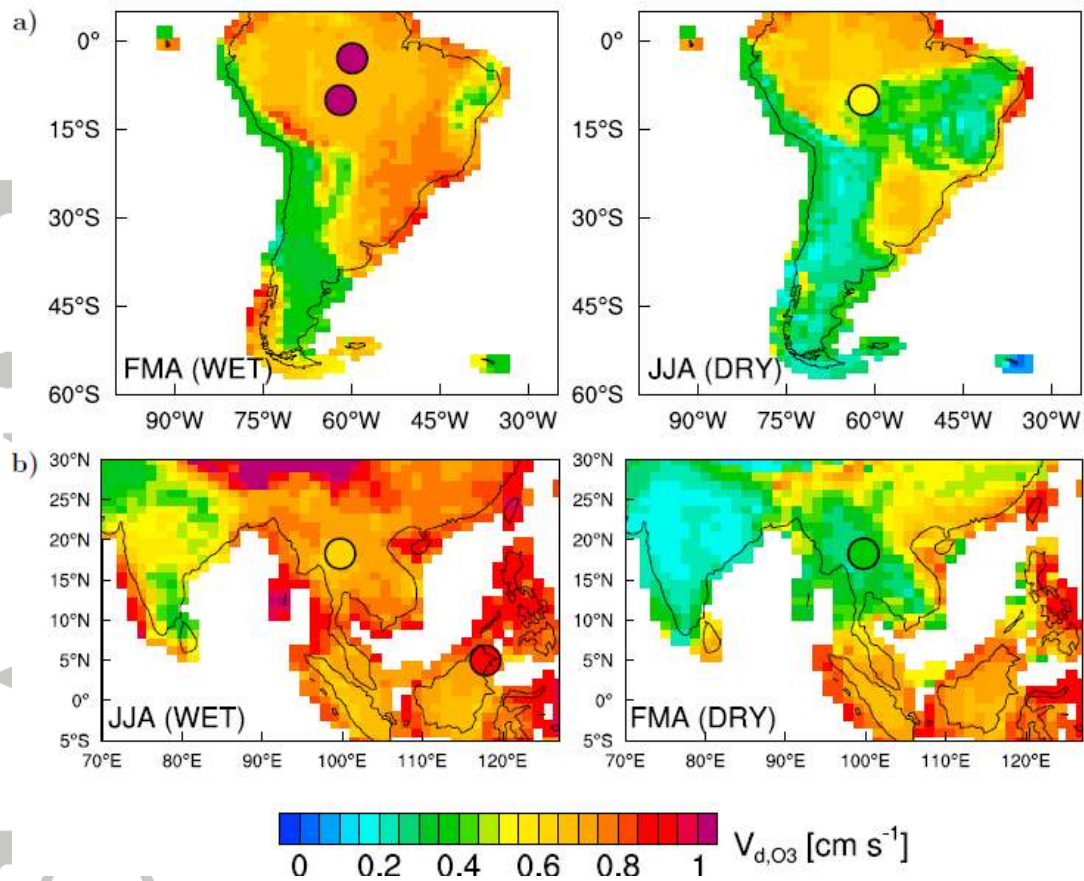 a)
0°
15°S
30°S
45°S
60°S
FMA (WET)
90°W 75°W 60°W 45°W 30°W
0°
15°S
30°S
45°S
60°S
JJA (DRY)
90°W 75°W 60°W 45°W 30°W
b)
30°N
25°N
20°N
15°N
10°N
5°N
0°
5°S
JJA (WET)
70°E 80°E 90°E 100°E 110°E 120°E
30°N
25°N
20°N
15°N
10°N
5°N
0°
5°S
FMA (DRY)
70°E 80°E 90°E 100°E 110°E 120°E
0 0.2 0.4 0.6 0.8 1
V_d,O3 [cm s⁻¹]